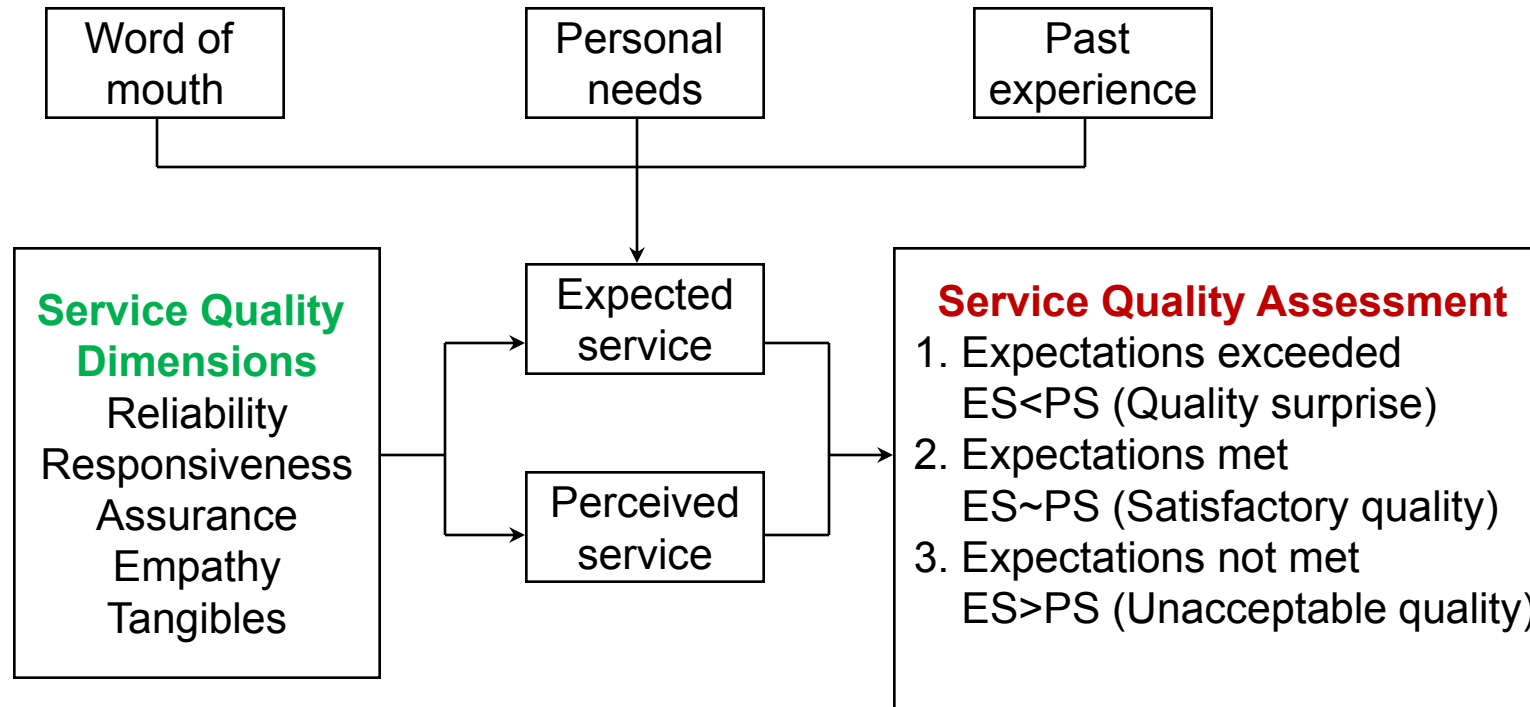 Word of
mouth
Personal
needs
Past
experience
Service Quality
Dimensions
Reliability
Responsiveness
Assurance
Empathy
Tangibles
Expected
service
Perceived
service
Service Quality Assessment
1. Expectations exceeded
ES<PS (Quality surprise)
2. Expectations met
ES~PS (Satisfactory quality)
3. Expectations not met
ES>PS (Unacceptable quality)